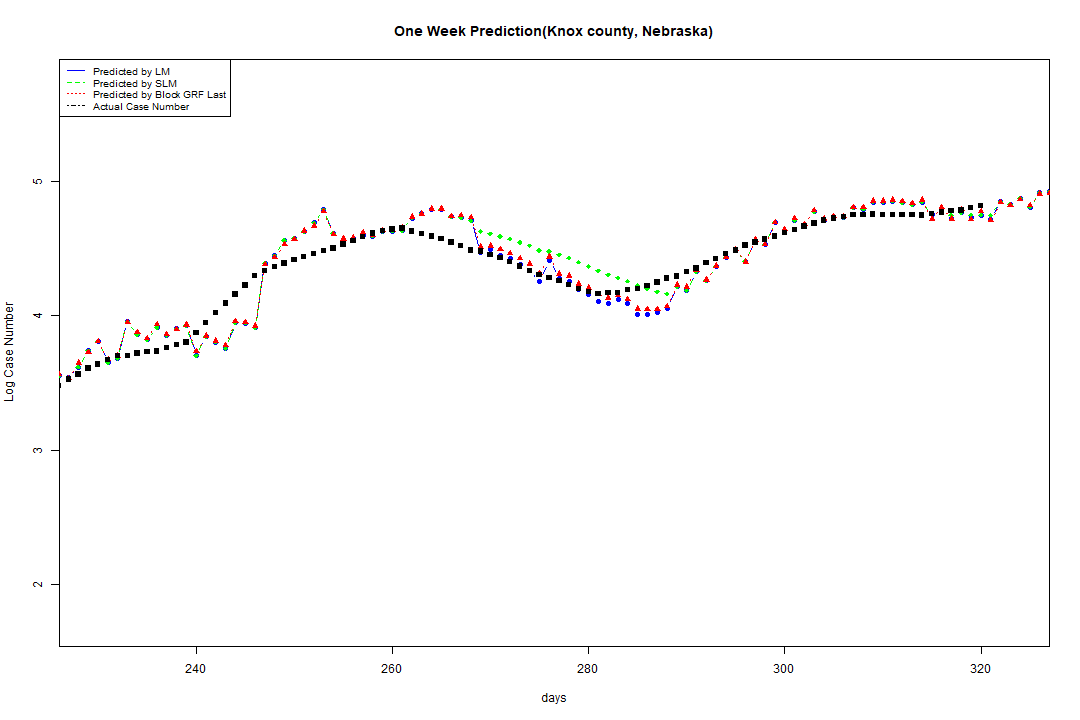 One Week Prediction(Knox county, Nebraska)
Predicted by LM
Predicted by SLM
Predicted by Block GRF Last
Actual Case Number
Log Case Number
5
4
3
2
240 260 280 300 320
days